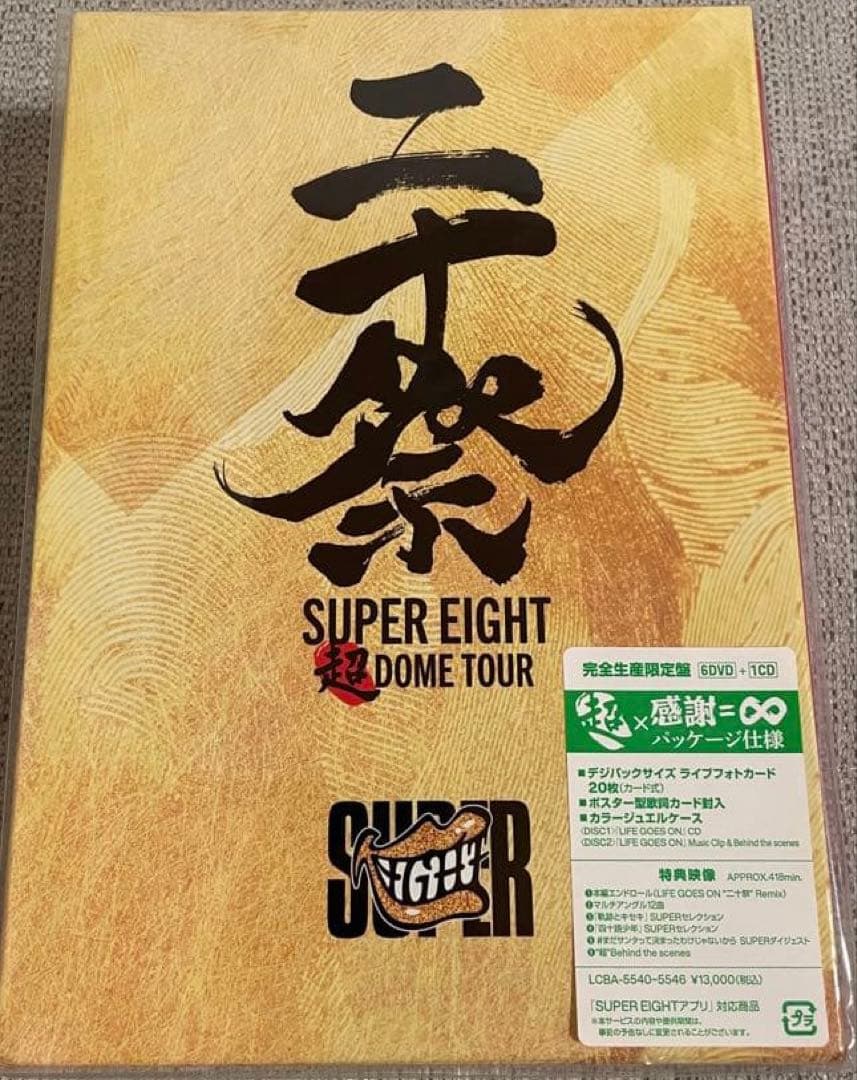 二十祭
SUPER EIGHT
超 DOME TOUR
SUPER
EIGHT
完全生産限定盤 6DVD + 1CD
超 × 感謝=∞
パッケージ仕様
■デジパックサイズ ライブフォトカード
20枚(カード式)
■ポスター型歌詞カード封入
■カラージュエルケース
〈DISC1〉「LIFE GOES ON」CD
〈DISC2〉「LIFE GOES ON」Music Clip & Behind the scenes
特典映像 APPROX.418min.
❶本編エンドロール(LIFE GOES ON "二十祭" Remix)
❷マルチアングル12曲
❸「軌跡とキセキ」SUPERセレクション
❹「四十路少年」SUPERセレクション
❺#まだサンタって決まったわけじゃないから SUPERダイジェスト
❻"超"Behind the scenes
LCBA-5540~5546 ¥13,000(税込)
「SUPER EIGHTアプリ」対応商品
※本サービスの内容や提供期間は、
事前の予告なしに変更されることがございます。
プラ